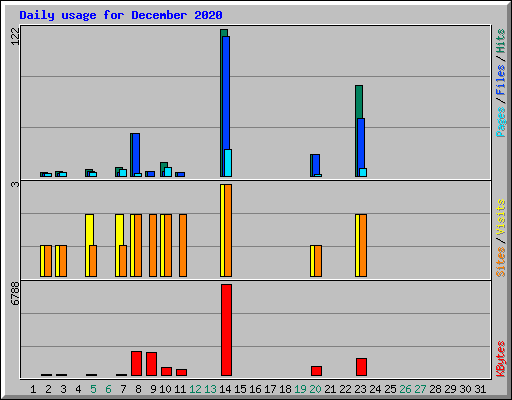 Daily usage for December 2020
122
Pages / Files / Hits
3
Sites / Visits
6788
KBytes
1 2 3 4 5 6 7 8 9 10 11 12 13 14 15 16 17 18 19 20 21 22 23 24 25 26 27 28 29 30 31